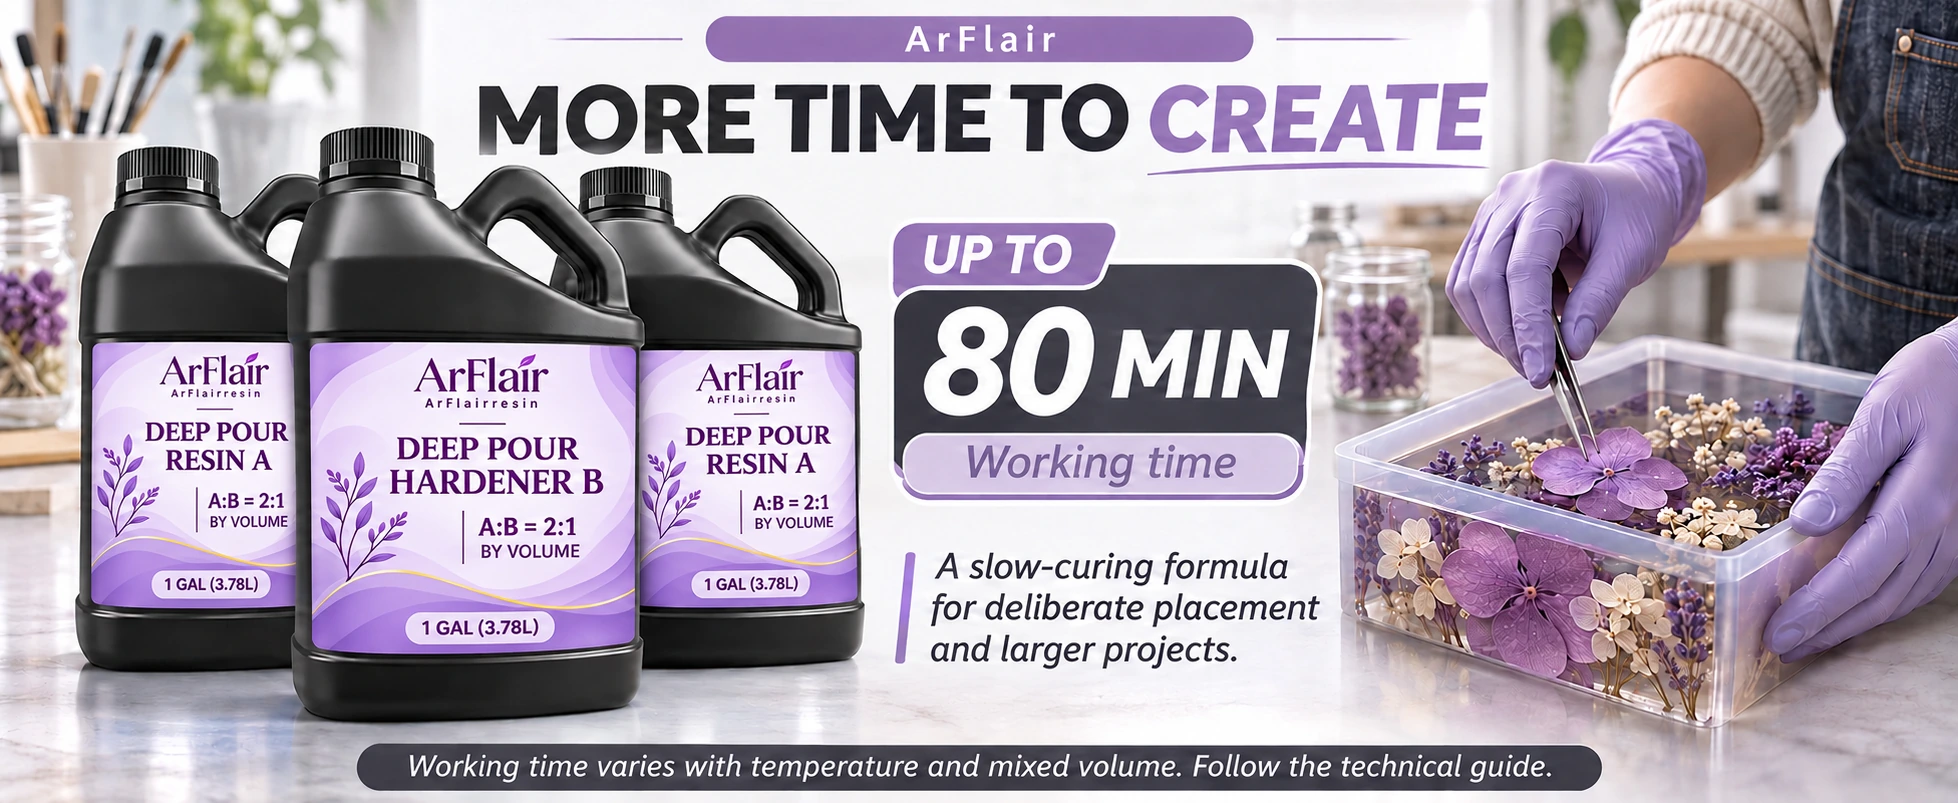 ArFlair
MORE TIME TO CREATE
UP TO
80 MIN
Working time
A slow-curing formula
for deliberate placement
and larger projects.
ArFlair
ArFlairresin
DEEP POUR
RESIN A
A:B = 2:1
BY VOLUME
1 GAL (3.78L)
ArFlair
ArFlairresin
DEEP POUR
HARDENER B
A:B = 2:1
BY VOLUME
1 GAL (3.78L)
ArFlair
ArFlairresin
DEEP POUR
RESIN A
A:B = 2:1
BY VOLUME
1 GAL (3.78L)
Working time varies with temperature and mixed volume. Follow the technical guide.